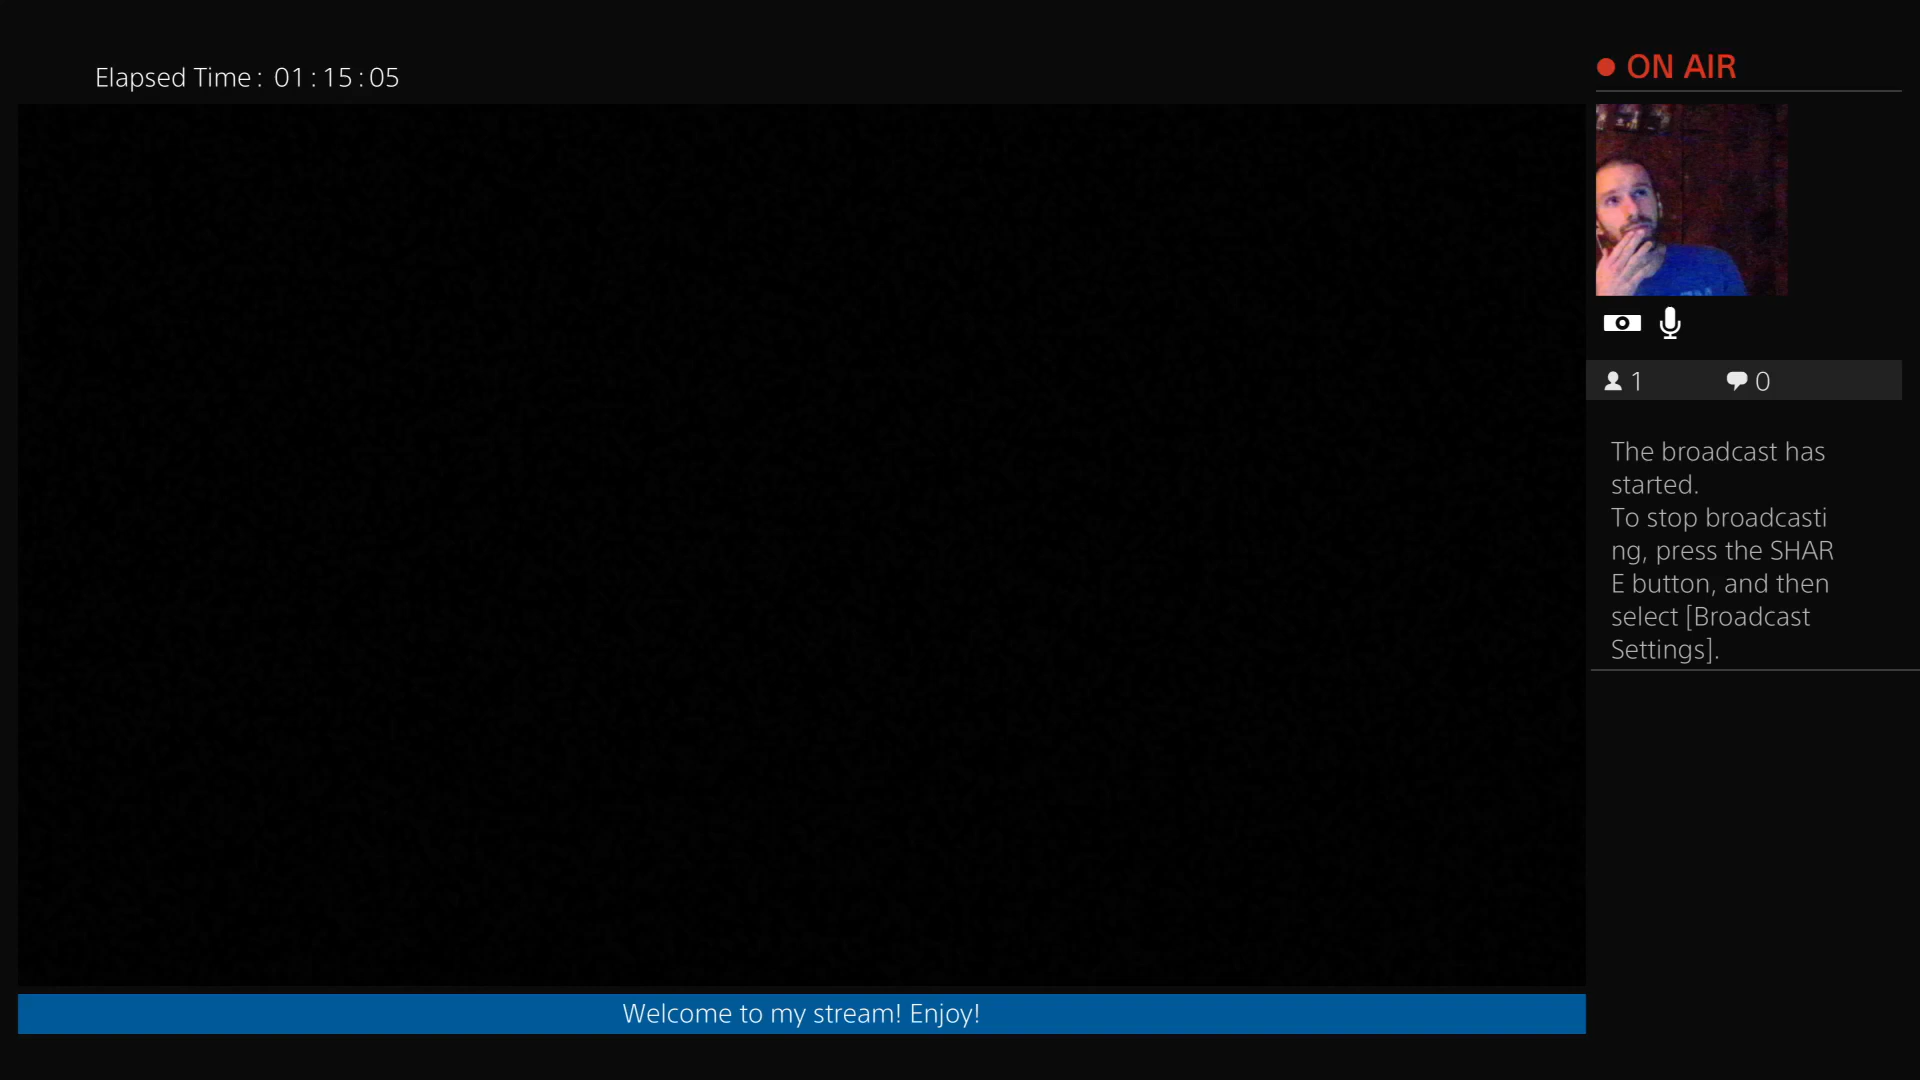 Elapsed Time: 01:15:05
ON AIR
1 0
The broadcast has
started.
To stop broadcasti
ng, press the SHAR
E button, and then
select [Broadcast
Settings].
Welcome to my stream! Enjoy!